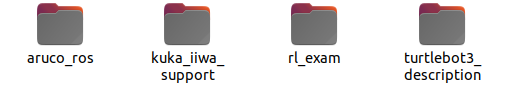 aruco_ros
kuka_iiwa_
support
rl_exam
turtlebot3_
description